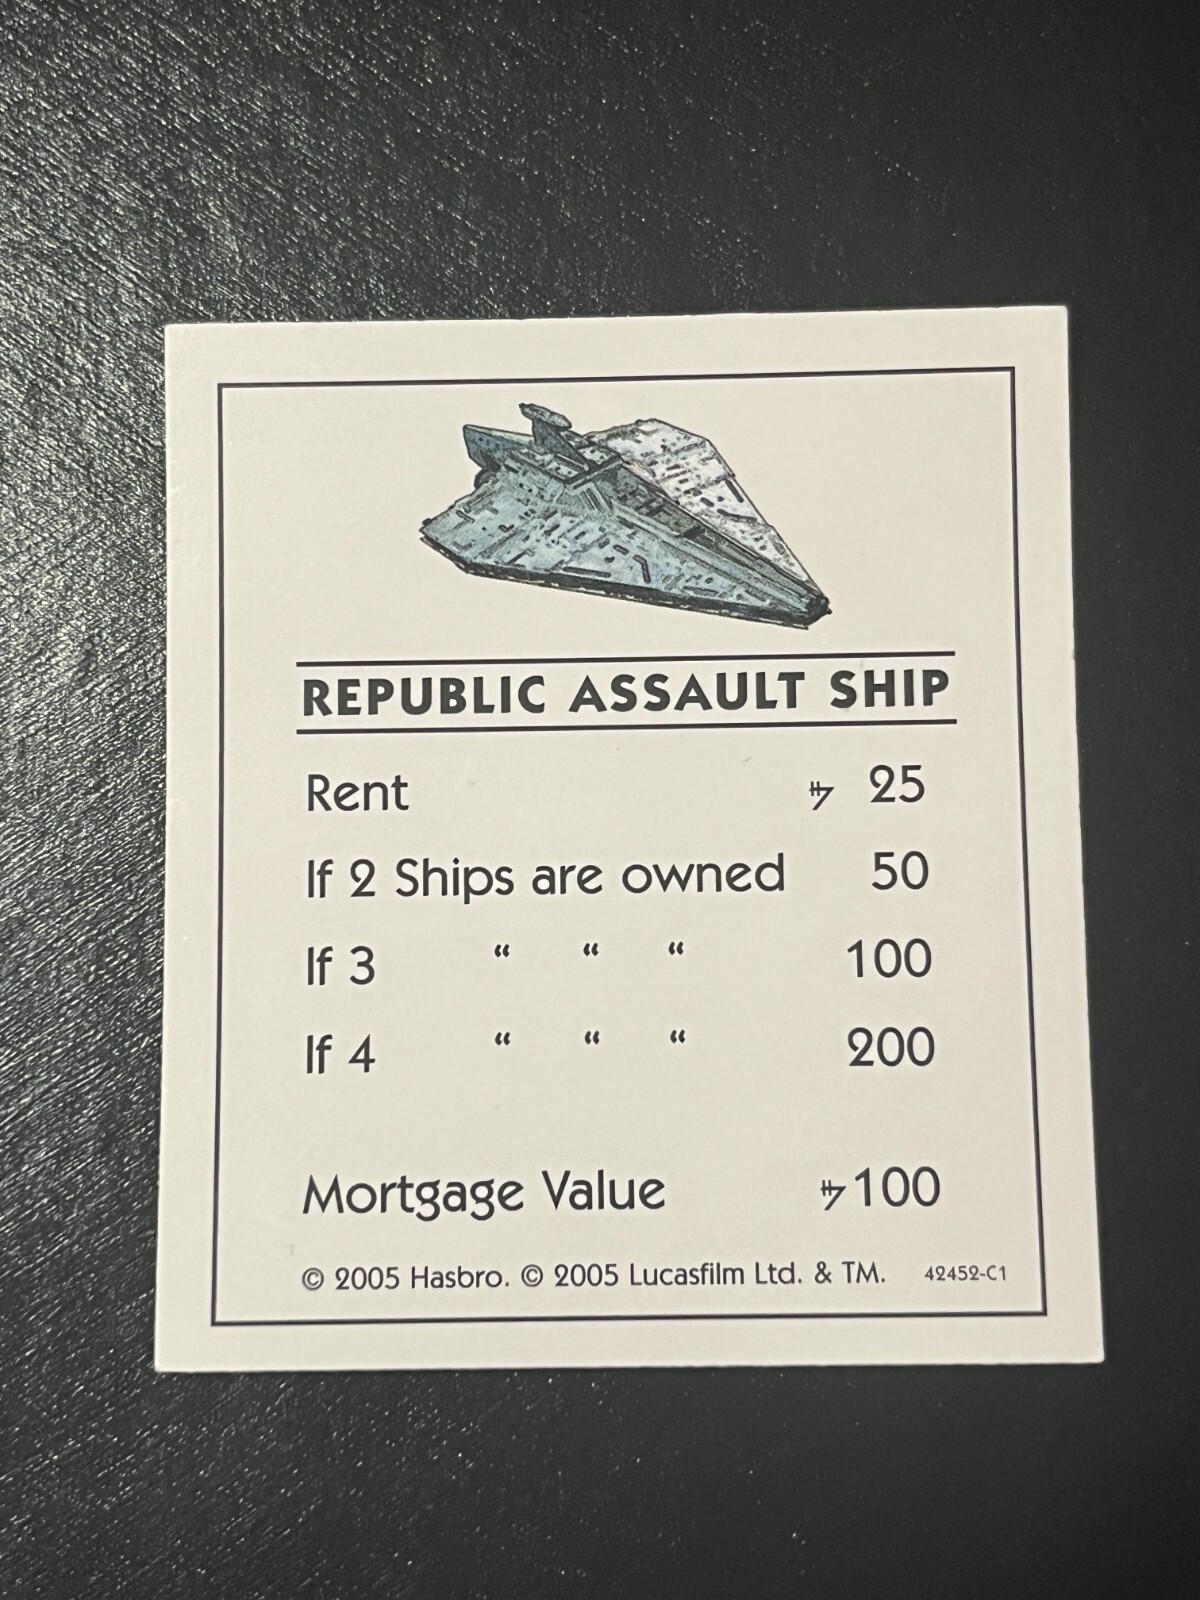 REPUBLIC ASSAULT SHIP
Rent 25
If 2 Ships are owned 50
If 3 “ “ “ 100
If 4 “ “ “ 200
Mortgage Value 100
© 2005 Hasbro. © 2005 Lucasfilm Ltd. & TM. 42452-C1